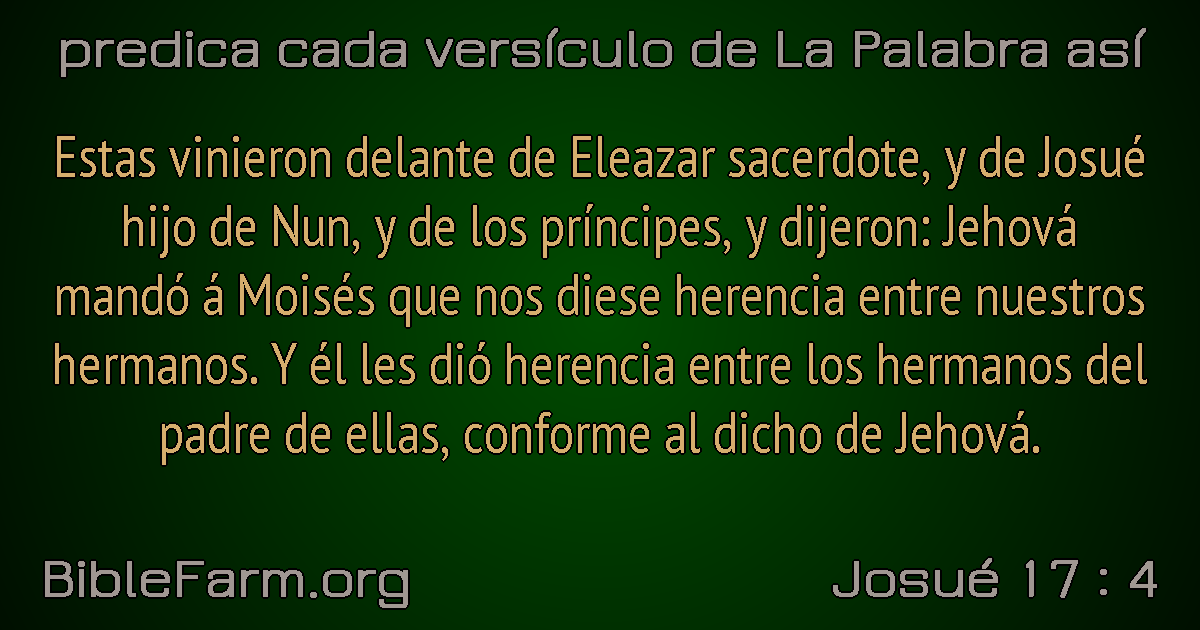 predica cada versículo de La Palabra así
Estas vinieron delante de Eleazar sacerdote, y de Josué
hijo de Nun, y de los príncipes, y dijeron: Jehová
mandó á Moisés que nos diese herencia entre nuestros
hermanos. Y él les dió herencia entre los hermanos del
padre de ellas, conforme al dicho de Jehová.
BibleFarm.org
Josué 17 : 4